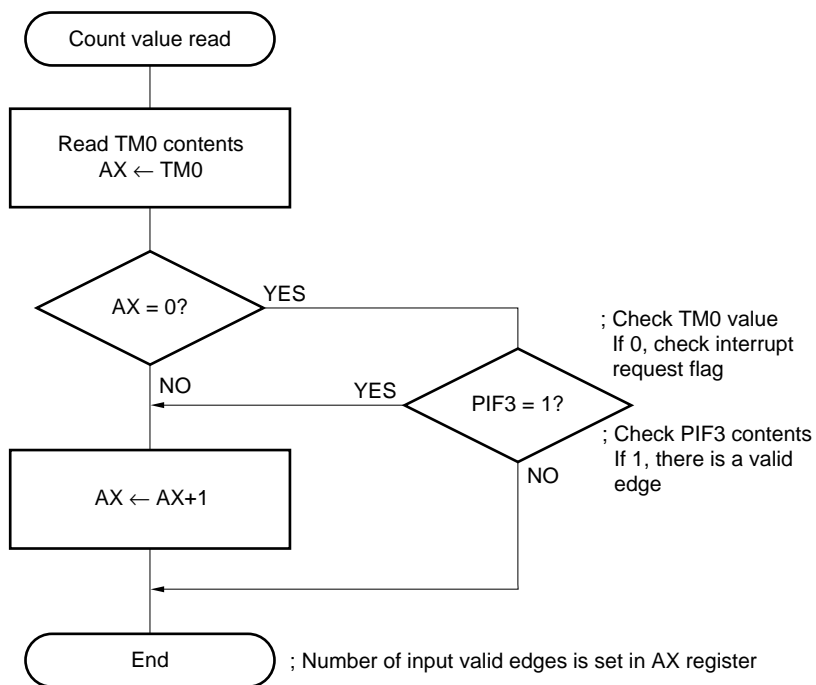 Count value read
Read TM0 contents
AX ← TM0
AX = 0?
YES
NO
; Check TM0 value
If 0, check interrupt
request flag
YES
PIF3 = 1?
NO
; Check PIF3 contents
If 1, there is a valid
edge
AX ← AX+1
End
; Number of input valid edges is set in AX register